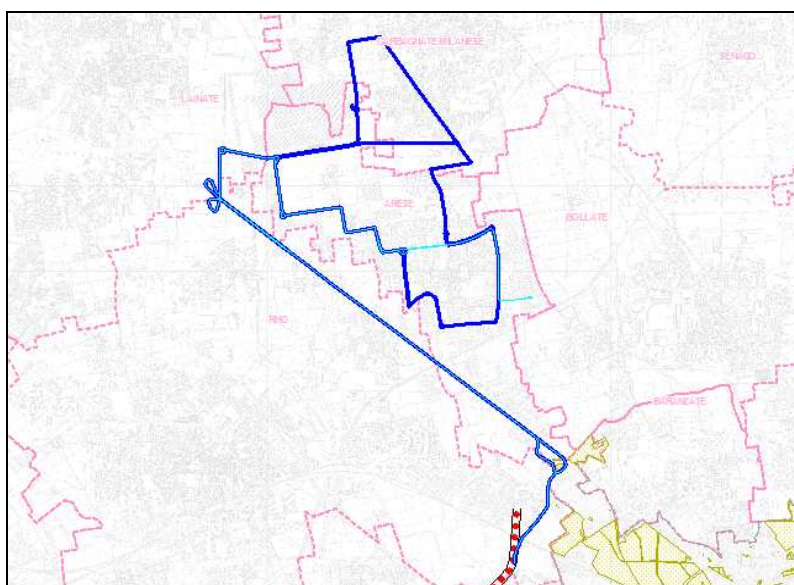 GARBAGNATE MILANESE
SENAGO
LAINATE
ARESE
BOLLATE
RHO
BARANZATE